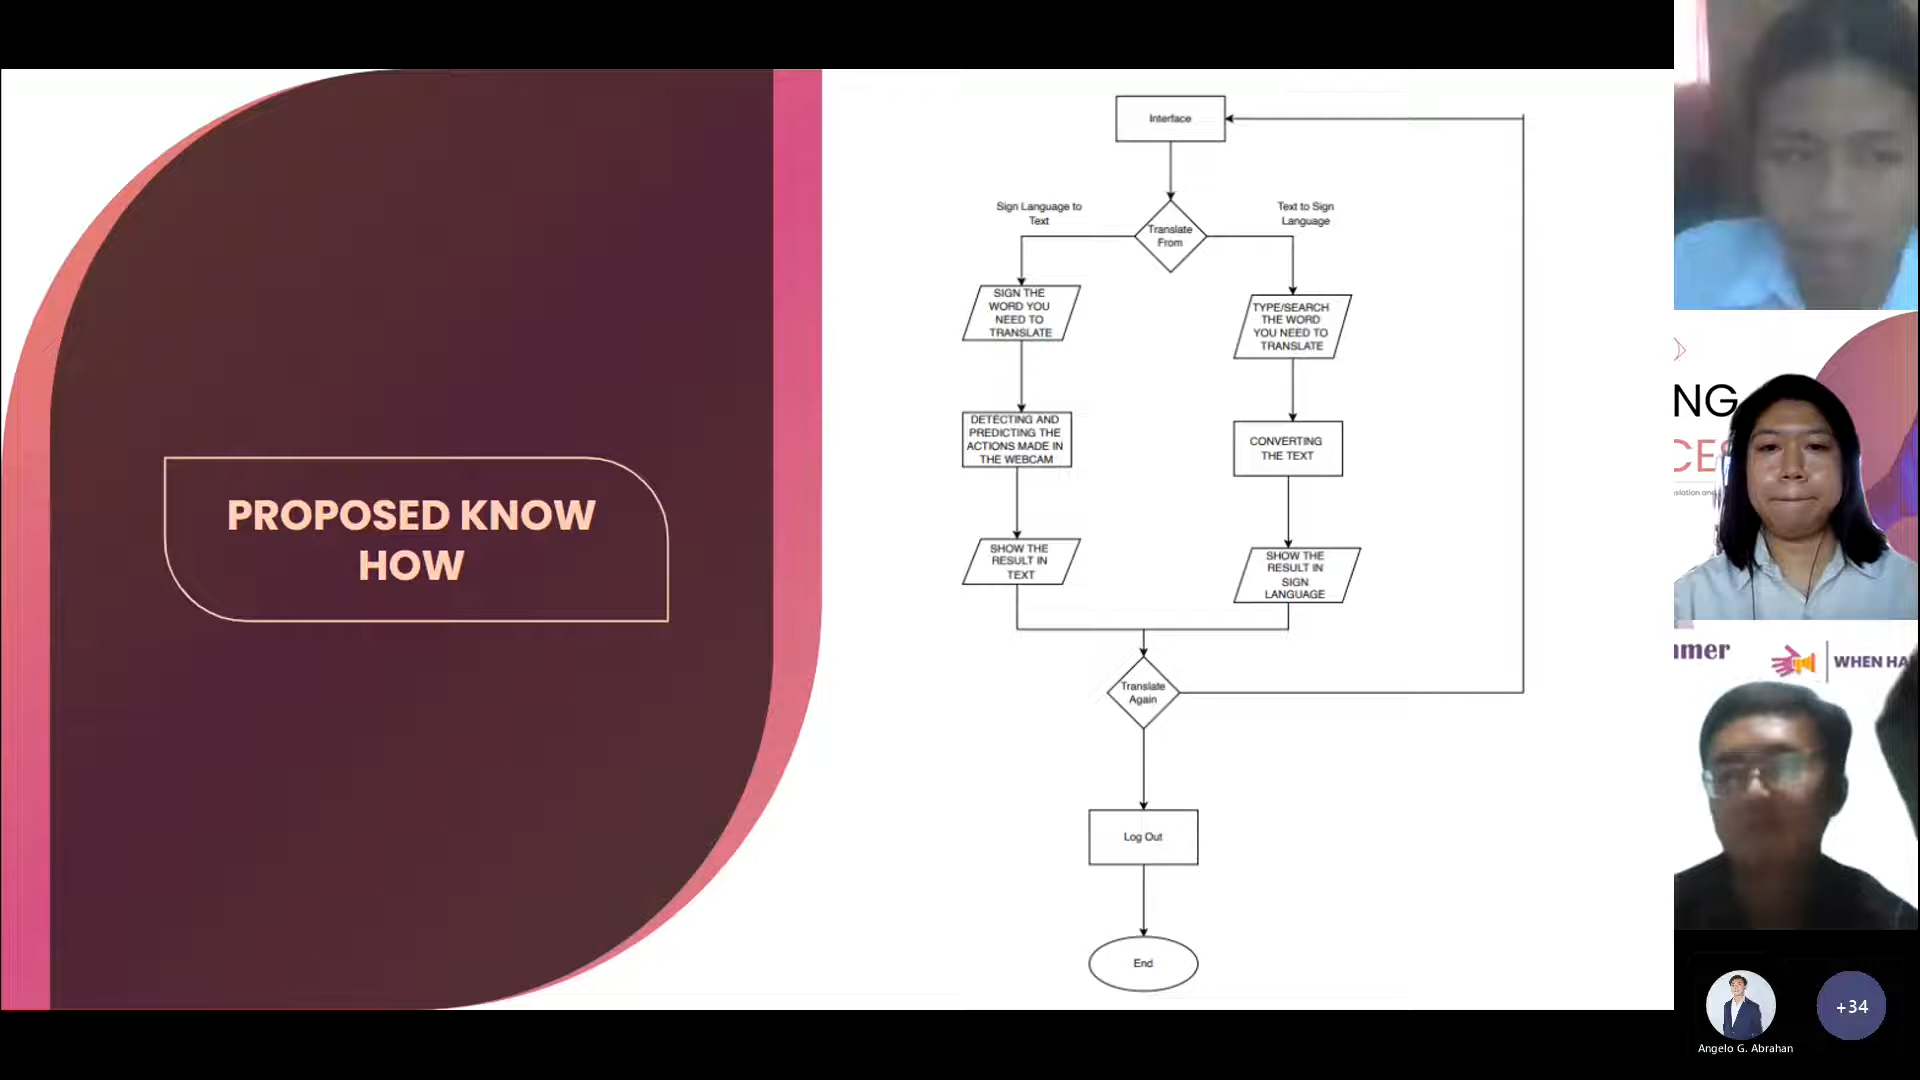 PROPOSED KNOW
HOW
Interface
Sign Language to
Text
Text to Sign
Language
Translate
From
SIGN THE
WORD YOU
NEED TO
TRANSLATE
TYPE/SEARCH
THE WORD
YOU NEED TO
TRANSLATE
DETECTING AND
PREDICTING THE
ACTIONS MADE IN
THE WEBCAM
CONVERTING
THE TEXT
SHOW THE
RESULT IN
TEXT
SHOW THE
RESULT IN
SIGN
LANGUAGE
Translate
Again
Log Out
End
NG
CES
mmer
WHEN HA
Angelo G. Abrahan
+34